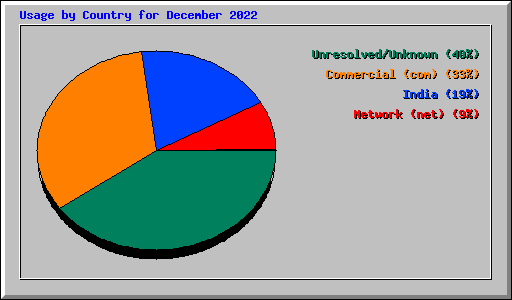 Usage by Country for December 2022
Unresolved/Unknown (40%)
Commercial (com) (33%)
India (19%)
Network (net) (9%)